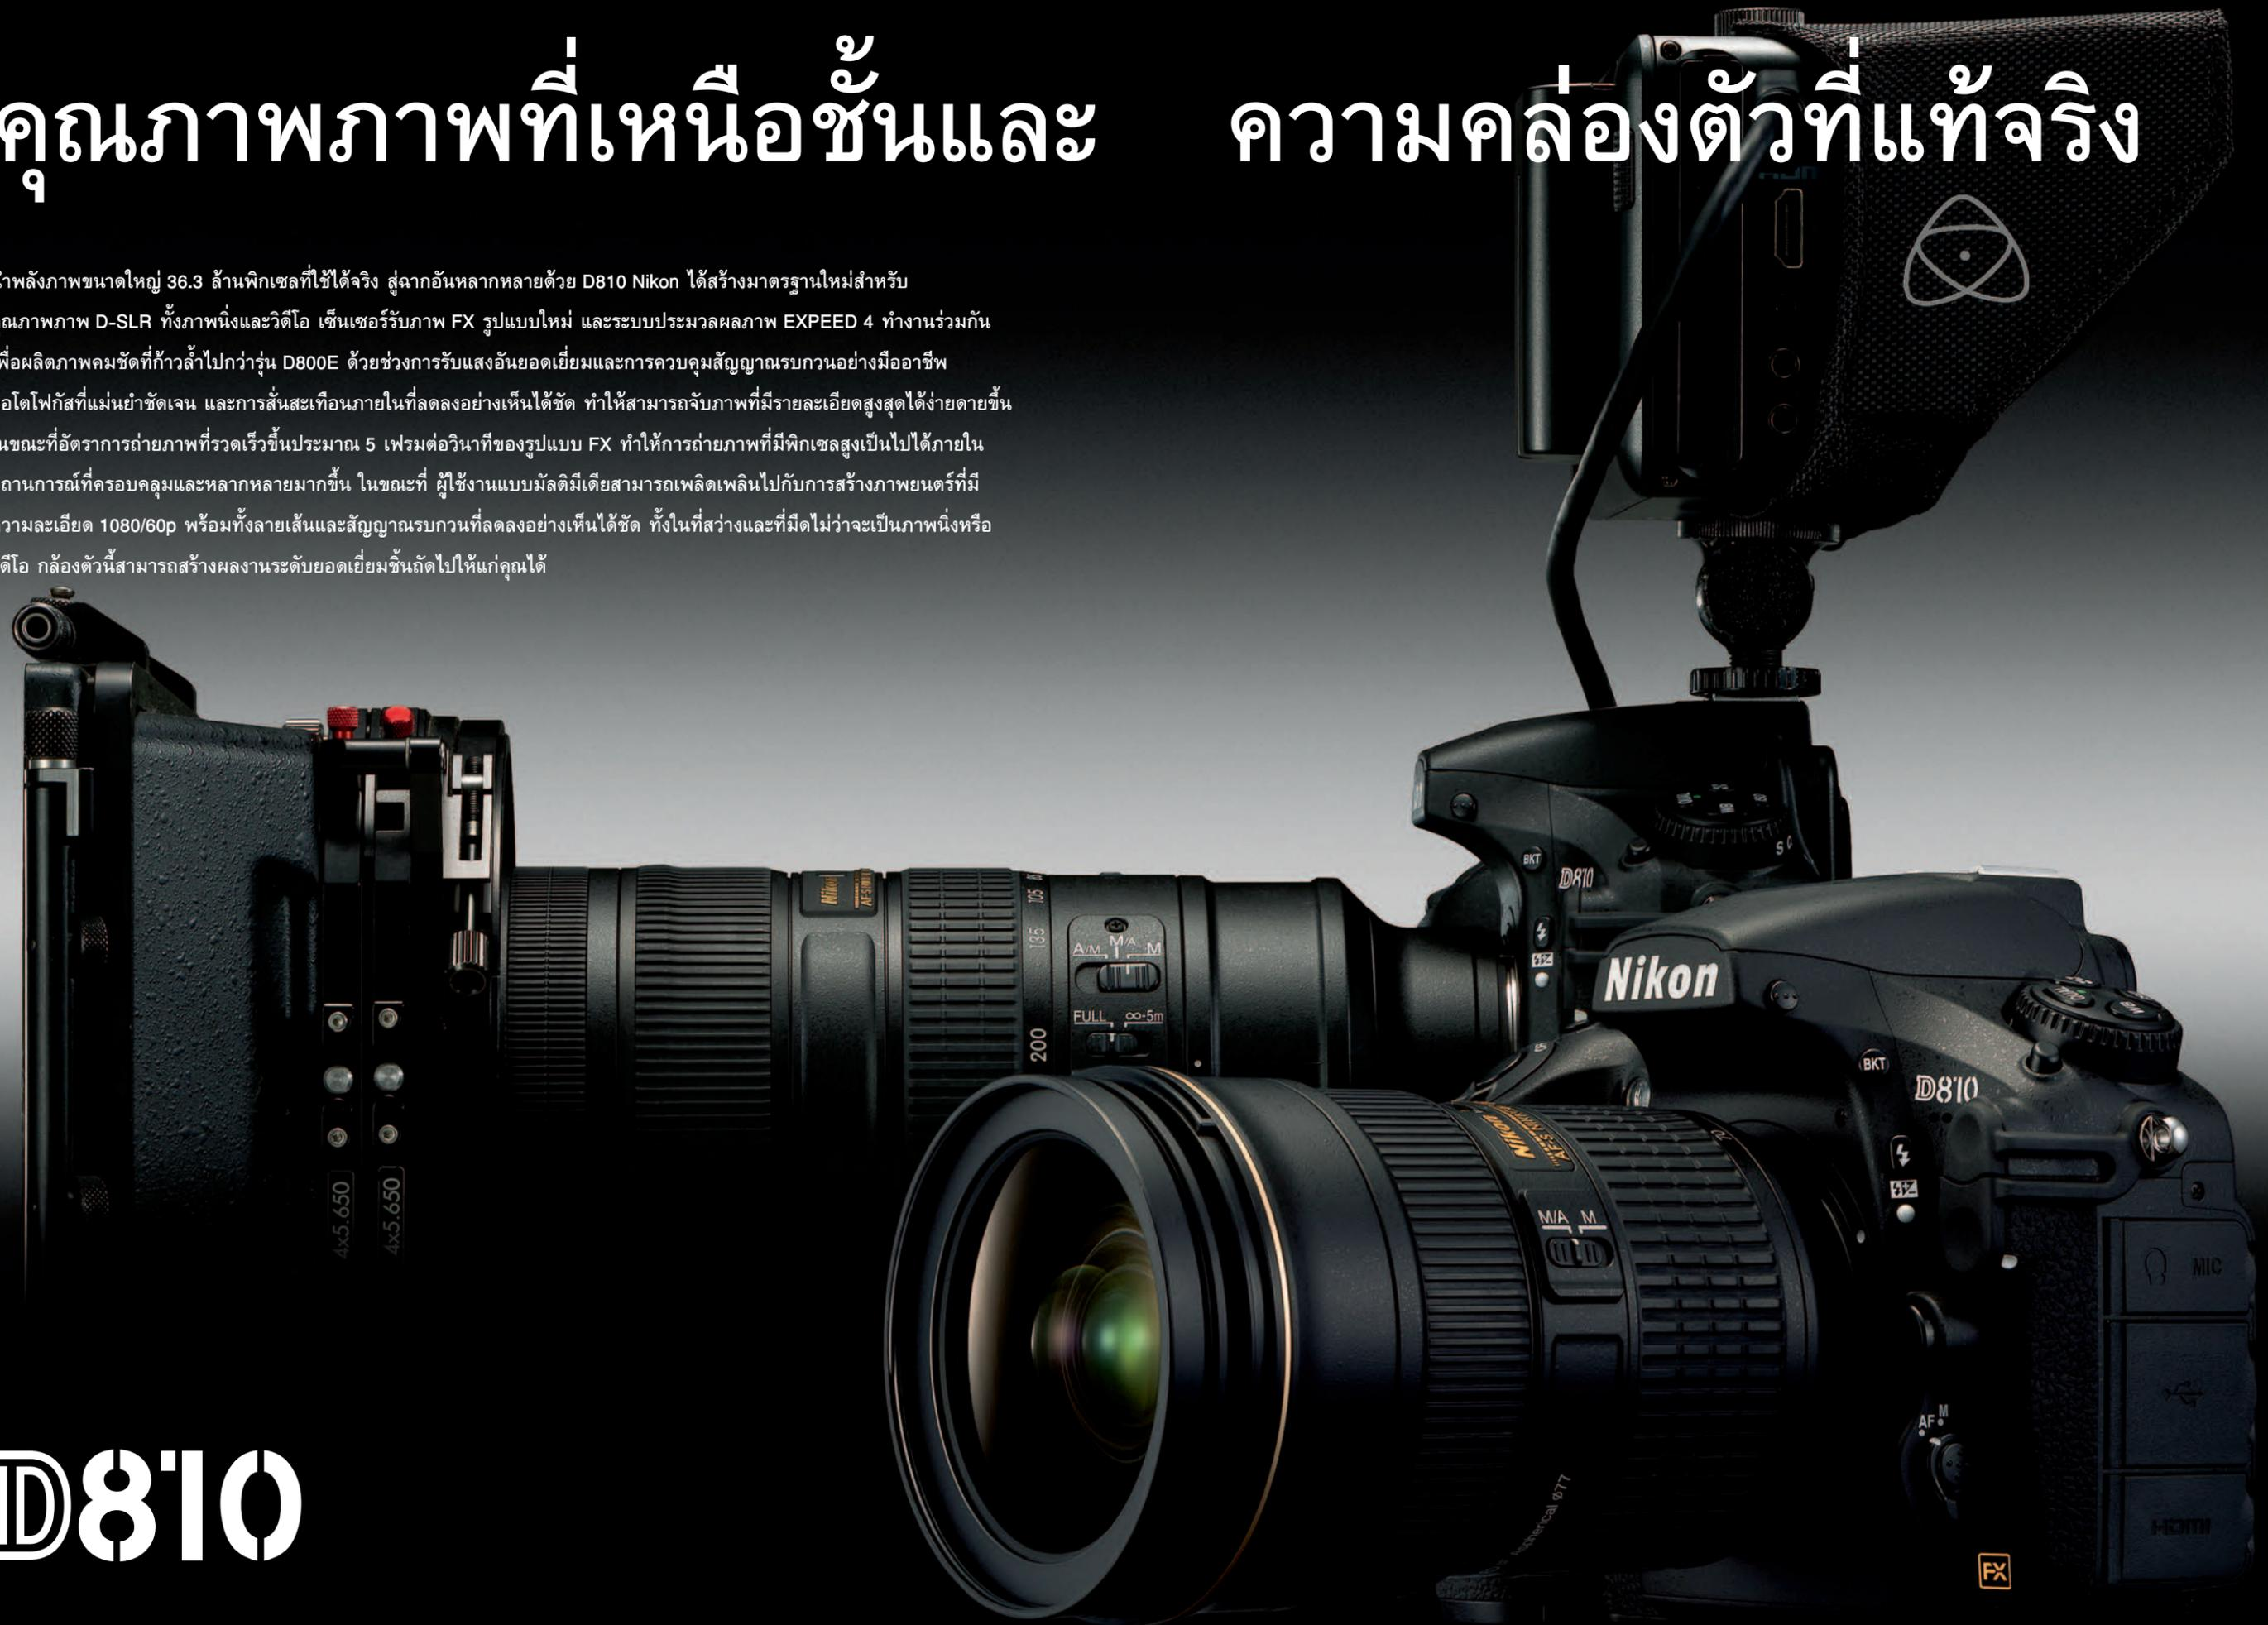 คุณภาพภาพที่เหนือชั้นและ ความคล่องตัวที่แท้จริง
36.3 ล้านพิกเซลที่ใช้ได้จริง สู่ฉากอันหลากหลายด้วย D810 Nikon ได้สร้างมาตรฐานใหม่สำหรับ
ณภาพภาพ D-SLR ทั้งภาพนิ่งและวิดีโอ เซ็นเซอร์รับภาพ FX รูปแบบใหม่ และระบบประมวลผลภาพ EXPEED 4 ทำงานร่วมกัน
พื่อผลิตภาพคมชัดที่ก้าวล้ำไปกว่ารุ่น D800E ด้วยช่วงการรับแสงอันยอดเยี่ยมและการควบคุมสัญญาณรบกวนอย่างมืออาชีพ
อโตโฟกัสที่แม่นยำชัดเจน และการสั่นสะเทือนภายในที่ลดลงอย่างเห็นได้ชัด ทำให้สามารถจับภาพที่มีรายละเอียดสูงสุดได้ง่ายดายขึ้น
นขณะที่อัตราการถ่ายภาพที่รวดเร็วขึ้นประมาณ 5 เฟรมต่อวินาทีของรูปแบบ FX ทำให้การถ่ายภาพที่มีพิกเซลสูงเป็นไปได้ภายใน
ถานการณ์ที่ครอบคลุมและหลากหลายมากขึ้น ในขณะที่ ผู้ใช้งานแบบมัลติมีเดียสามารถเพลิดเพลินไปกับการสร้างภาพยนตร์ที่มี
วามละเอียด 1080/60p พร้อมทั้งลายเส้นและสัญญาณรบกวนที่ลดลงอย่างเห็นได้ชัด ทั้งในที่สว่างและที่มืดไม่ว่าจะเป็นภาพนิ่งหรือ
ดีโอ กล้องตัวนี้สามารถสร้างผลงานระดับยอดเยี่ยมชิ้นถัดไปให้แก่คุณได้
BKT
D810
Nikon
105
135
200
A/M M/A M
FULL ∞-5m
4x5.650
4x5.650
Nikon
BKT
D810
Nikon
70
M/A M
MIC
AF M
HDMI
Aspherical ø77
FX
D810